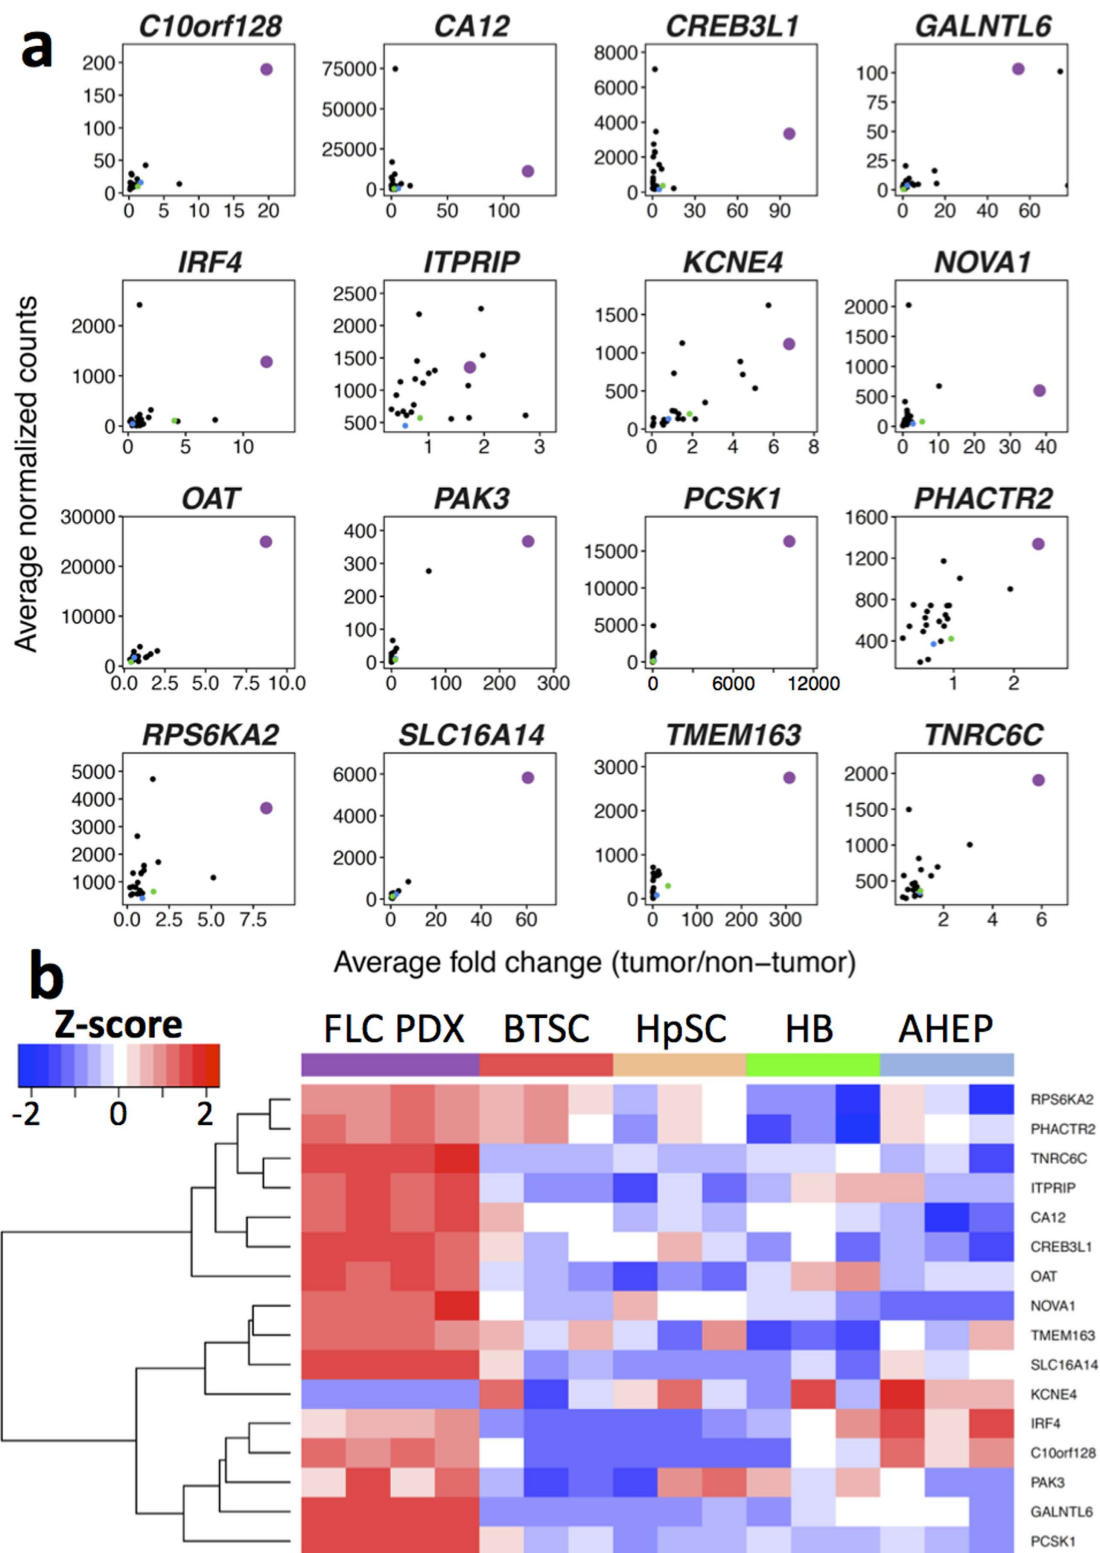 a
C10orf128 CA12 CREB3L1 GALNTL6
200
150
100
50
0
0 5 10 15 20
75000
50000
25000
0
0 50 100
8000
6000
4000
2000
0
0 30 60 90
100
75
50
25
0
0 20 40 60
IRF4 ITPRIP KCNE4 NOVA1
2000
1000
0
0 5 10
2500
2000
1500
1000
500
1 2 3
1500
1000
500
0
0 2 4 6 8
2000
1500
1000
500
0
0 10 20 30 40
Average normalized counts
OAT PAK3 PCSK1 PHACTR2
30000
20000
10000
0
0.0 2.5 5.0 7.5 10.0
400
300
200
100
0
0 100 200 300
15000
10000
5000
0
0 6000 12000
1600
1200
800
400
1 2
RPS6KA2 SLC16A14 TMEM163 TNRC6C
5000
4000
3000
2000
1000
0.0 2.5 5.0 7.5
6000
4000
2000
0
0 20 40 60
3000
2000
1000
0
0 100 200 300
2000
1500
1000
500
2 4 6
Average fold change (tumor/non−tumor)
b
Z-score
-2 0 2
FLC PDX BTSC HpSC HB AHEP
RPS6KA2
PHACTR2
TNRC6C
ITPRIP
CA12
CREB3L1
OAT
NOVA1
TMEM163
SLC16A14
KCNE4
IRF4
C10orf128
PAK3
GALNTL6
PCSK1